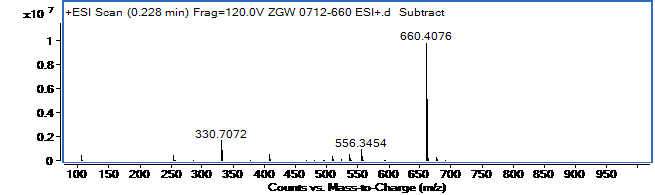 +ESI Scan (0.228 min) Frag=120.0V ZGW 0712-660 ESI+.d Subtract
x10 7
660.4076
1
0.8
0.6
0.4
330.7072
0.2
556.3454
0
100 150 200 250 300 350 400 450 500 550 600 650 700 750 800 850 900 950
Counts vs. Mass-to-Charge (m/z)